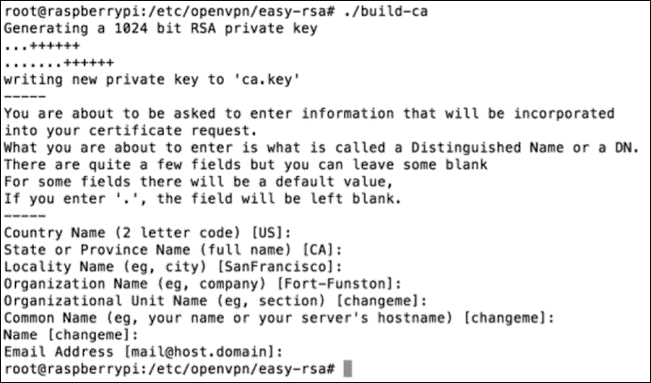 root@raspberrypi:/etc/openvpn/easy-rsa# ./build-ca
Generating a 1024 bit RSA private key
...++++++
.......++++++
writing new private key to 'ca.key'
-----
You are about to be asked to enter information that will be incorporated
into your certificate request.
What you are about to enter is what is called a Distinguished Name or a DN.
There are quite a few fields but you can leave some blank
For some fields there will be a default value,
If you enter '.', the field will be left blank.
-----
Country Name (2 letter code) [US]:
State or Province Name (full name) [CA]:
Locality Name (eg, city) [SanFrancisco]:
Organization Name (eg, company) [Fort-Funston]:
Organizational Unit Name (eg, section) [changeme]:
Common Name (eg, your name or your server's hostname) [changeme]:
Name [changeme]:
Email Address [mail@host.domain]:
root@raspberrypi:/etc/openvpn/easy-rsa#